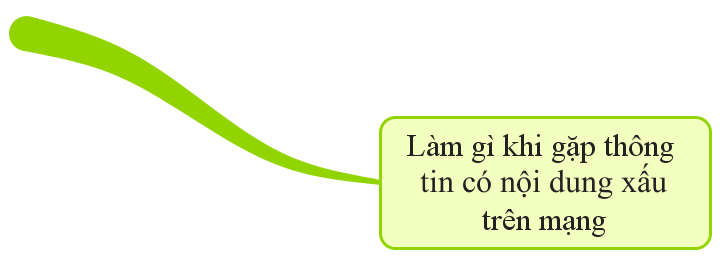 Làm gì khi gặp thông
tin có nội dung xấu
trên mạng